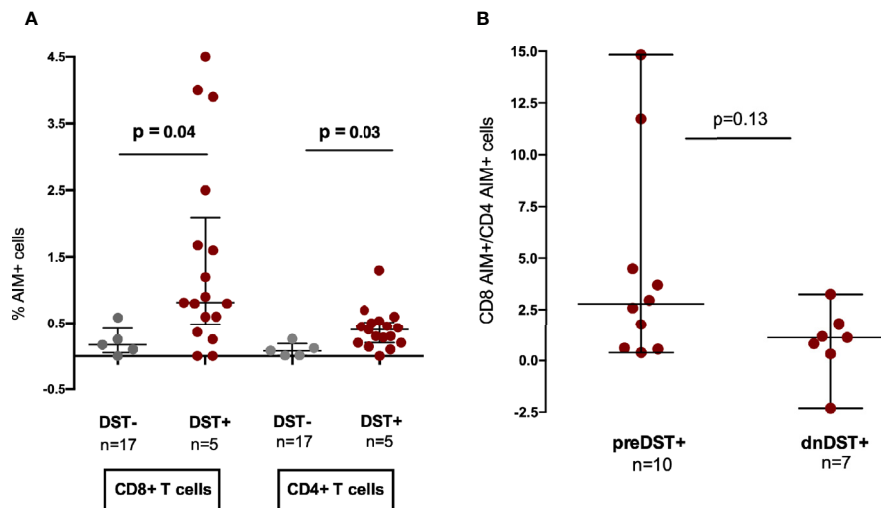 A
4.5
3.5
2.5
1.5
0.5
-0.5
% AIM+ cells
p = 0.04
p = 0.03
DST-
n=17
DST+
n=5
DST-
n=17
DST+
n=5
CD8+ T cells
CD4+ T cells
B
15.0
12.5
10.0
7.5
5.0
2.5
0.0
-2.5
CD8 AIM+/CD4 AIM+ cells
p=0.13
preDST+
n=10
dnDST+
n=7